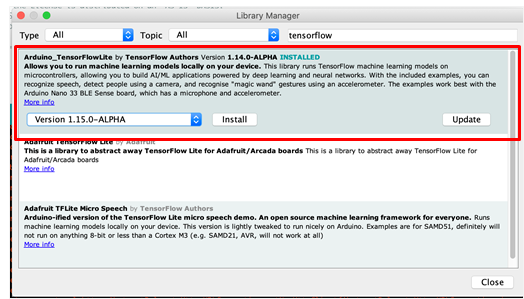 Library Manager
Type All Topic All tensorflow
Arduino_TensorFlowLite by TensorFlow Authors Version 1.14.0-ALPHA INSTALLED
Allows you to run machine learning models locally on your device. This library runs TensorFlow machine learning models on
microcontrollers, allowing you to build AI/ML applications powered by deep learning and neural networks. With the included examples, you can
recognize speech, detect people using a camera, and recognise "magic wand" gestures using an accelerometer. The examples work best with the
Arduino Nano 33 BLE Sense board, which has a microphone and accelerometer.
More info
Version 1.15.0-ALPHA Install Update
Adafruit TensorFlow Lite by Adafruit
This is a library to abstract away TensorFlow for Adafruit/Arcada boards This is a library to abstract away TensorFlow for
Adafruit/Arcada boards
More info
Adafruit TFLite Micro Speech by TensorFlow Authors
Arduino-ified version of the TensorFlow Lite micro speech demo. An open source machine learning framework for everyone. Runs
machine learning models locally on your device. This version is lightly tweaked to run nicely on Arduino. Examples are for SAMD51, definitely will
not run on anything 8-bit or less than a Cortex M3 (e.g. SAMD21, AVR, will not work at all)
More info
Close